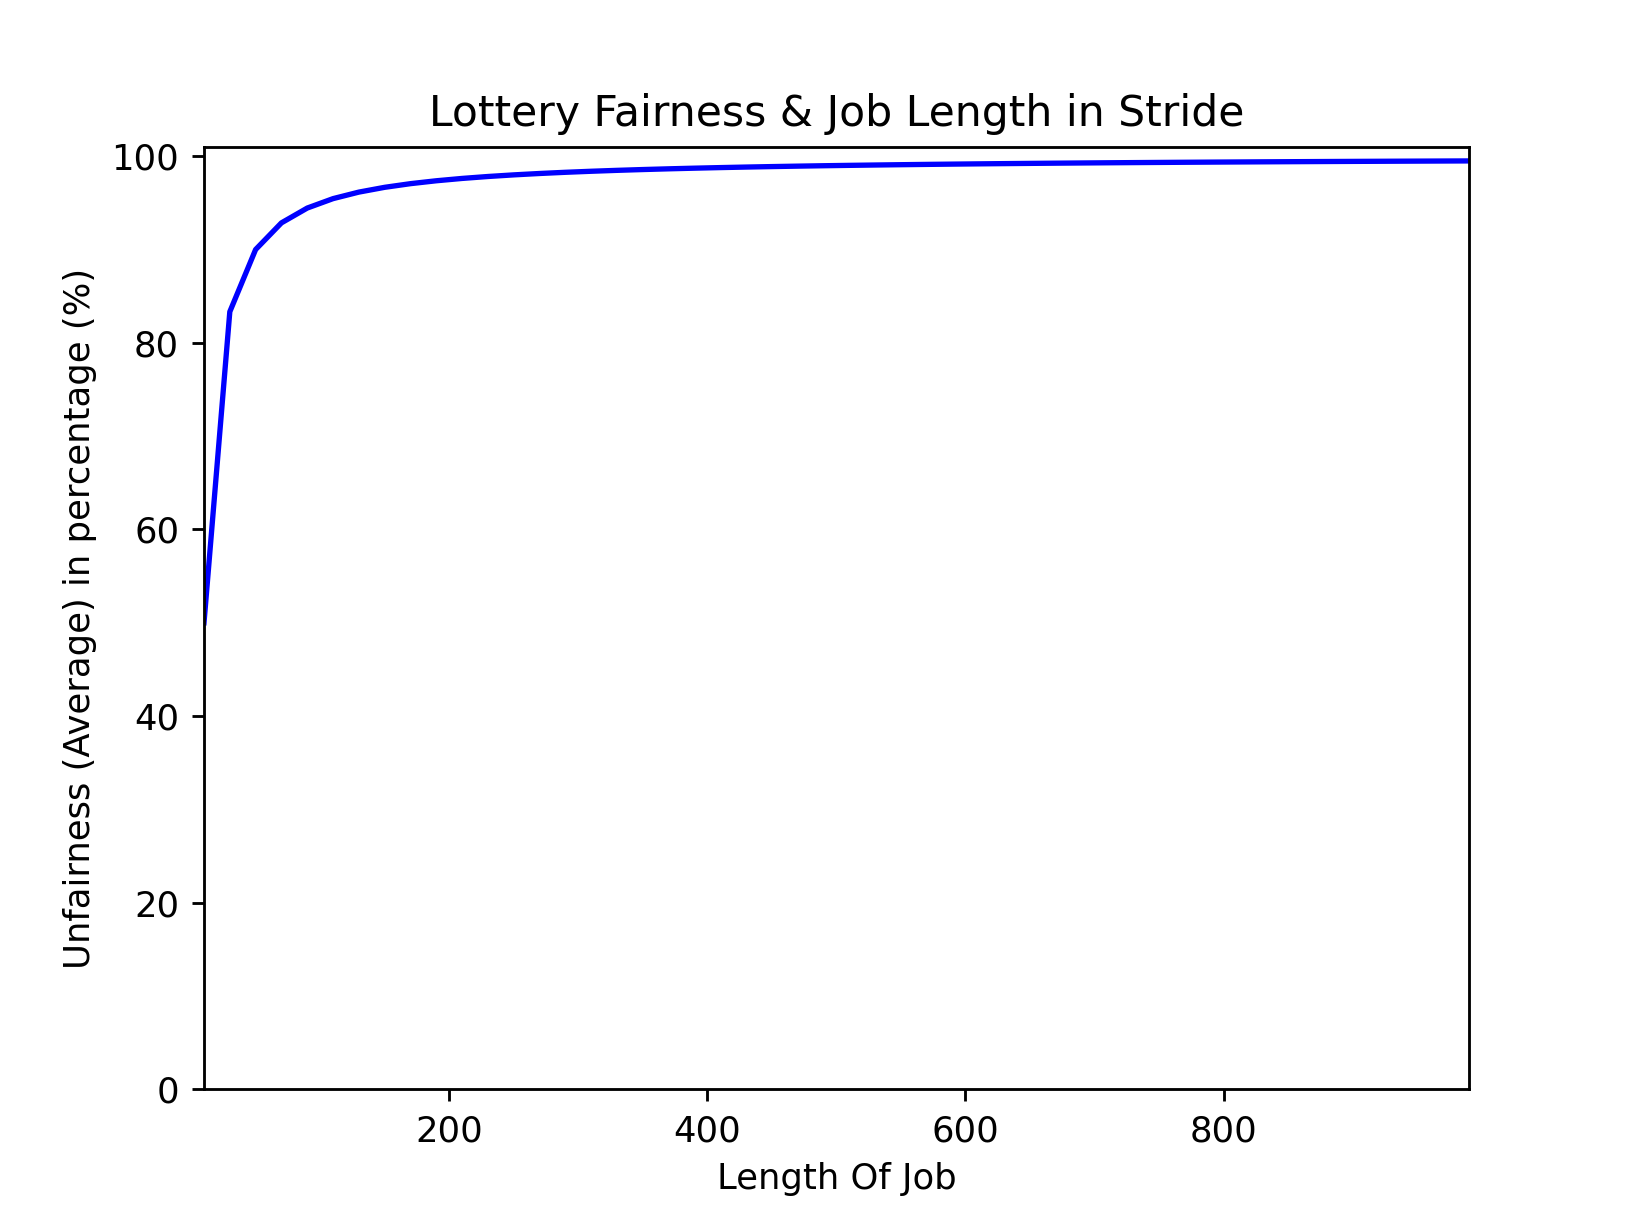 Lottery Fairness & Job Length in Stride
Unfairness (Average) in percentage (%)
100
80
60
40
20
0
200 400 600 800
Length Of Job